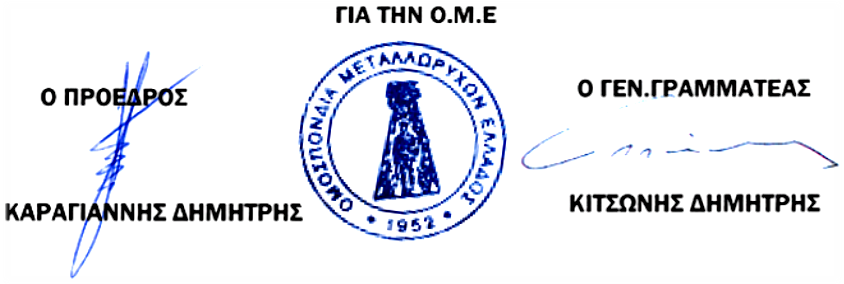 ΓΙΑ ΤΗΝ Ο.Μ.Ε
Ο ΠΡΟΕΔΡΟΣ
Ο ΓΕΝ.ΓΡΑΜΜΑΤΕΑΣ
ΟΜΟΣΠΟΝΔΙΑ ΜΕΤΑΛΛΩΡΥΧΩΝ ΕΛΛΑΔΟΣ
* 1952 *
ΚΑΡΑΓΙΑΝΝΗΣ ΔΗΜΗΤΡΗΣ
ΚΙΤΣΩΝΗΣ ΔΗΜΗΤΡΗΣ